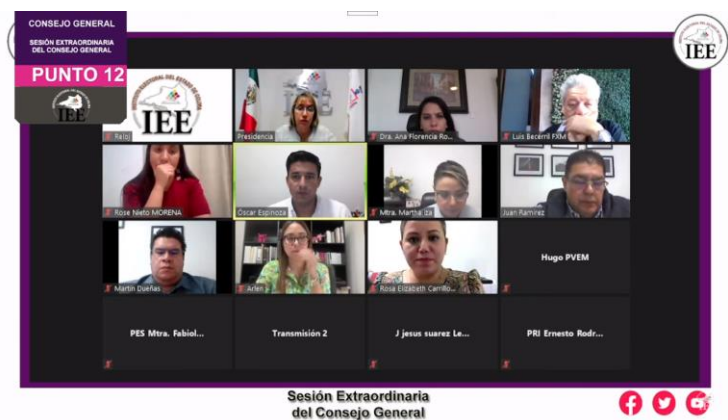 CONSEJO GENERAL
SESIÓN EXTRAORDINARIA
DEL CONSEJO GENERAL
PUNTO 12
IEE
IEE
IEE
Reloj
Presidencia
Dra. Ana Florencia Ro...
Luis Becerril FXM
Rose Nieto MORENA
Oscar Espinoza
Mtra. Martha Iza
Juan Ramirez
Martin Dueñas
Arlen
Rosa Elizabeth Carrillo...
Hugo PVEM
PES Mtra. Fabiol...
Transmisión 2
J jesus suarez Le...
PRI Ernesto Rodr...
Sesión Extraordinaria
del Consejo General